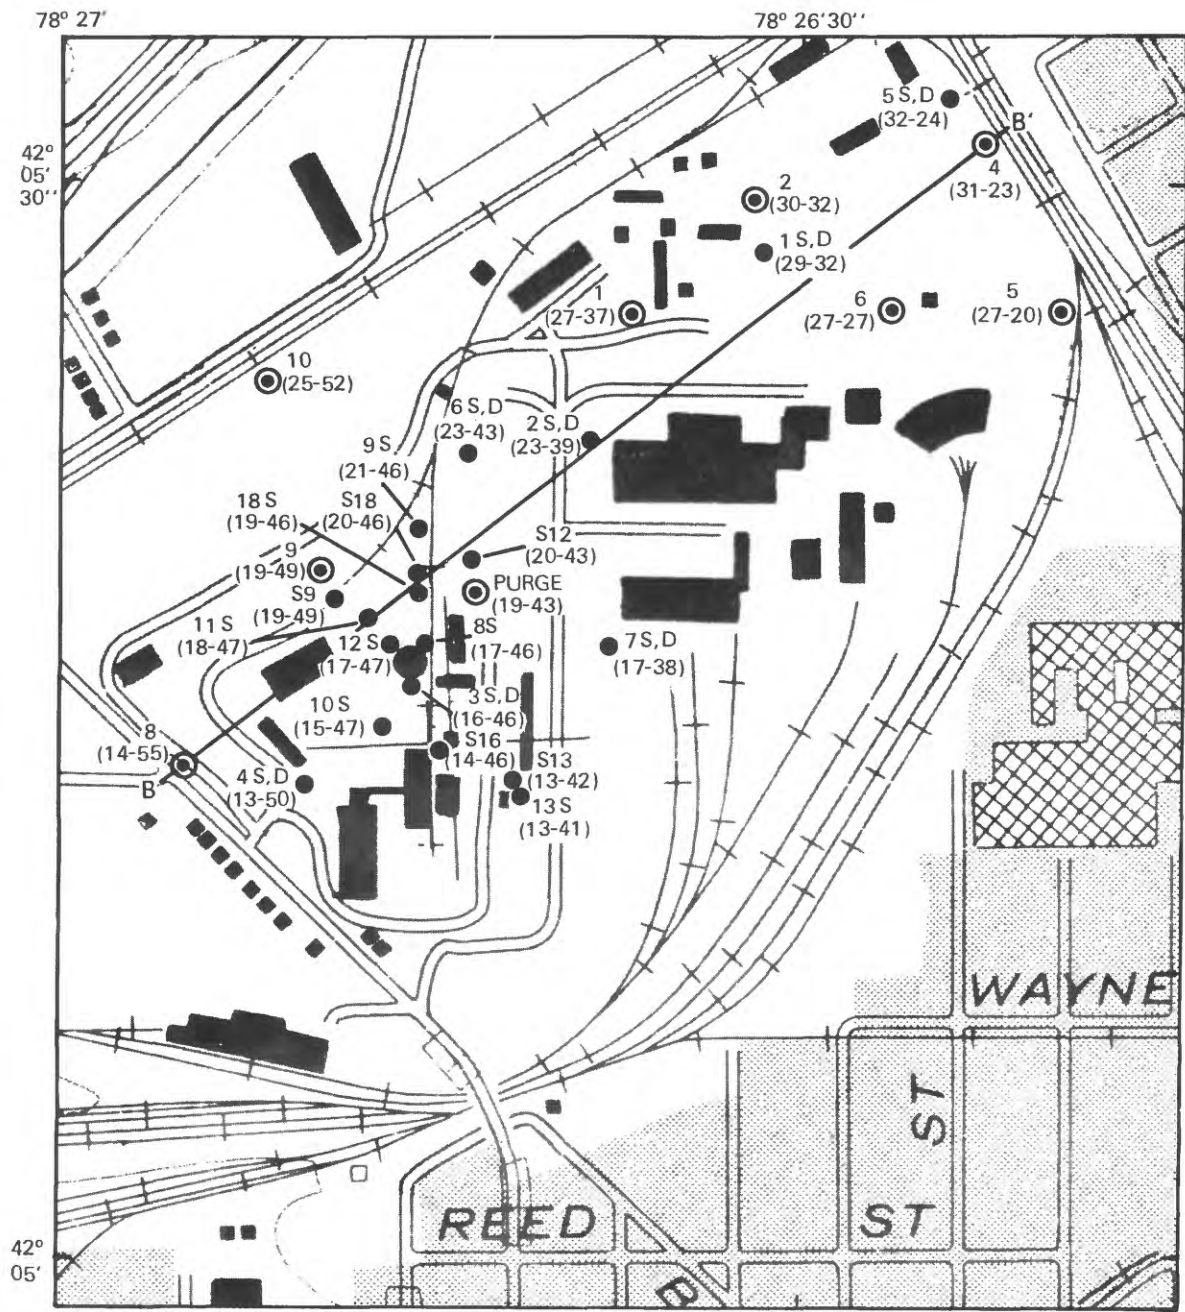 78° 27'
78° 26'30''
42°
05'
30''
5 S,D
(32-24)
B'
4
(31-23)
2
(30-32)
1 S,D
(29-32)
1
(27-37)
6
(27-27)
5
(27-20)
10
(25-52)
6 S,D
(23-43)
2 S,D
(23-39)
9 S
(21-46)
18 S
(19-46)
S18
(20-46)
S12
(20-43)
9
(19-49)
PURGE
(19-43)
S9
(19-49)
11 S
(18-47)
12 S
(17-47)
8S
(17-46)
7 S,D
(17-38)
3 S,D
(16-46)
10 S
(15-47)
S16
(14-46)
8
(14-55)
B
4 S,D
(13-50)
S13
(13-42)
13 S
(13-41)
WAYNE
ST
REED ST
B
42°
05'